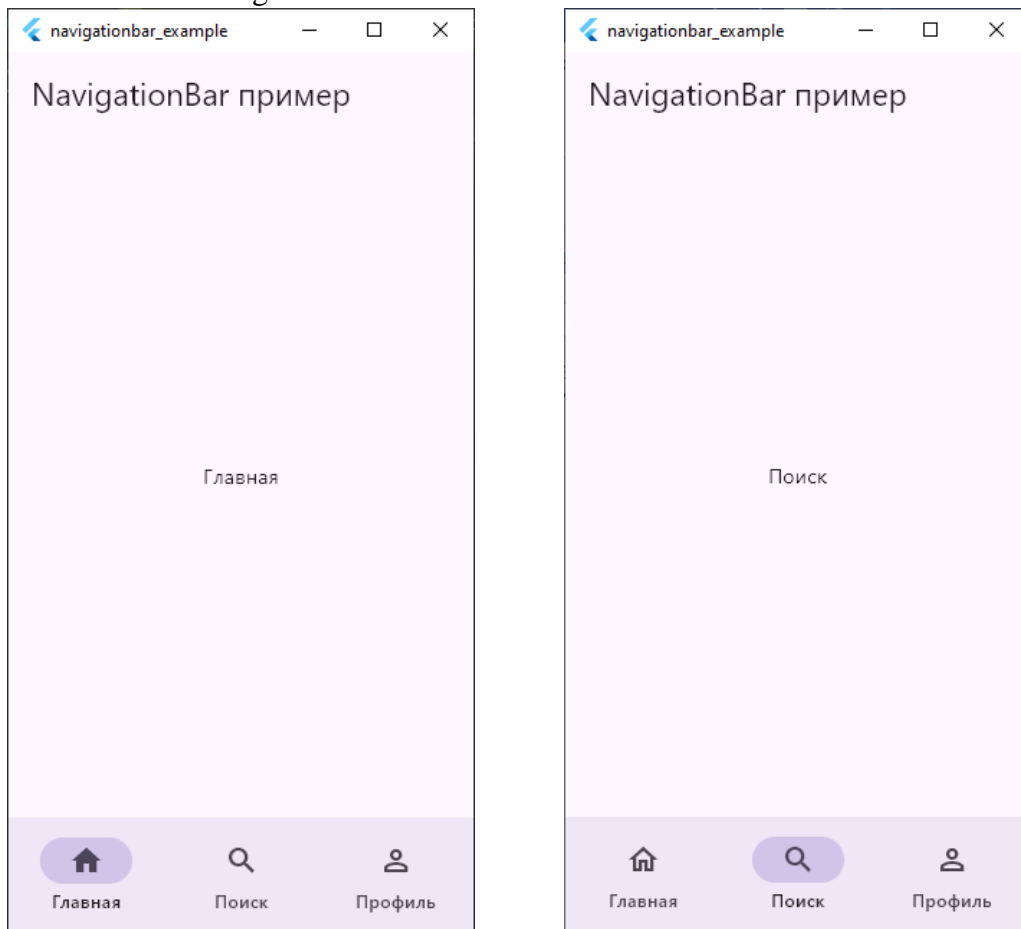 navigationbar_example
NavigationBar пример
Главная
Главная Поиск Профиль
navigationbar_example
NavigationBar пример
Поиск
Главная Поиск Профиль